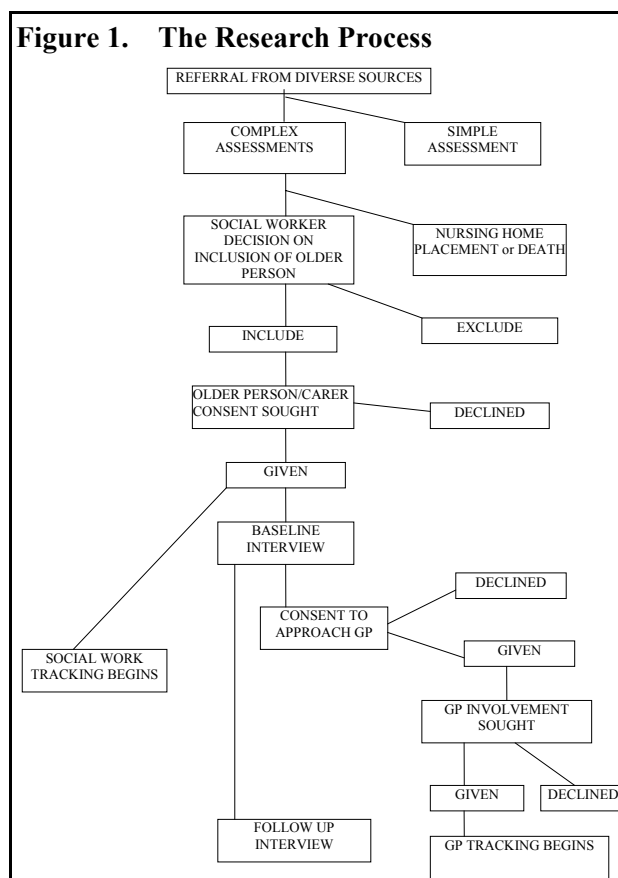 Figure 1. The Research Process
REFERRAL FROM DIVERSE SOURCES
COMPLEX
ASSESSMENTS
SIMPLE
ASSESSMENT
SOCIAL WORKER
DECISION ON
INCLUSION OF OLDER
PERSON
NURSING HOME
PLACEMENT or DEATH
EXCLUDE
INCLUDE
OLDER PERSON/CARER
CONSENT SOUGHT
DECLINED
GIVEN
BASELINE
INTERVIEW
DECLINED
CONSENT TO
APPROACH GP
GIVEN
SOCIAL WORK
TRACKING BEGINS
GP INVOLVEMENT
SOUGHT
GIVEN
DECLINED
FOLLOW UP
INTERVIEW
GP TRACKING BEGINS